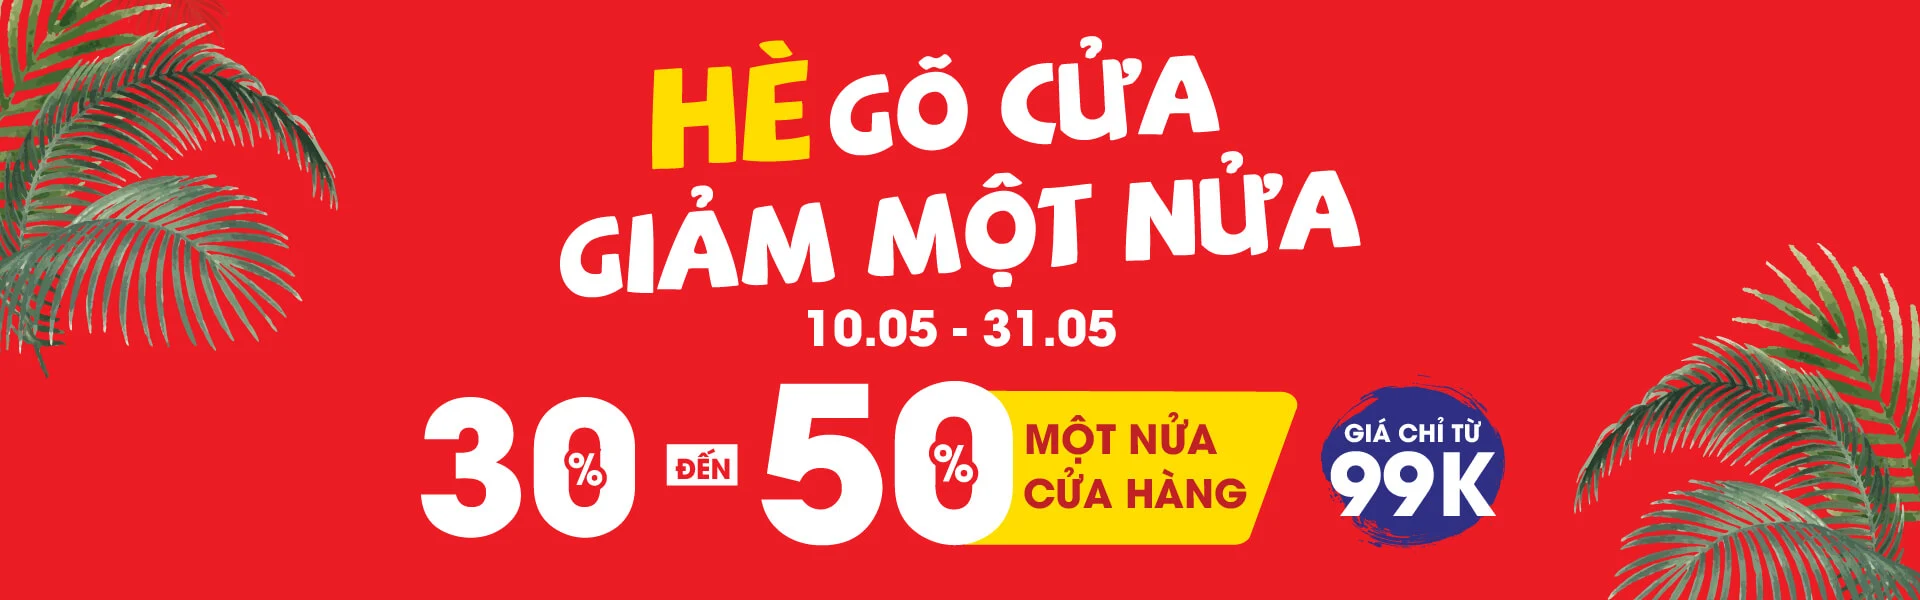 HÈ GÕ CỬA
GIẢM MỘT NỬA
10.05 - 31.05
30% ĐẾN 50%
MỘT NỬA
CỬA HÀNG
GIÁ CHỈ TỪ
99K